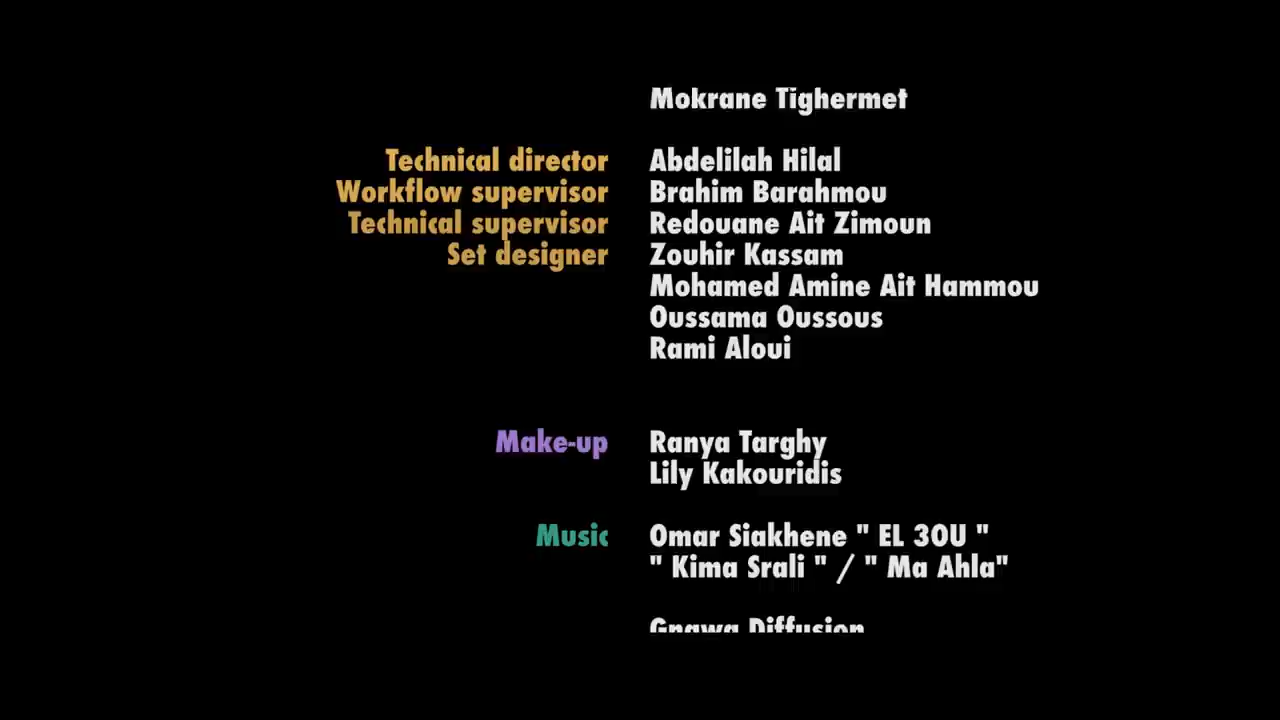 Mokrane Tighermet
Technical director Abdelilah Hilal
Workflow supervisor Brahim Barahmou
Technical supervisor Redouane Ait Zimoun
Set designer Zouhir Kassam
Mohamed Amine Ait Hammou
Oussama Oussous
Rami Aloui
Make-up Ranya Targhy
Lily Kakouridis
Music Omar Siakhene " EL 3OU "
" Kima Srali " / " Ma Ahla"
Gnawa Diffusion